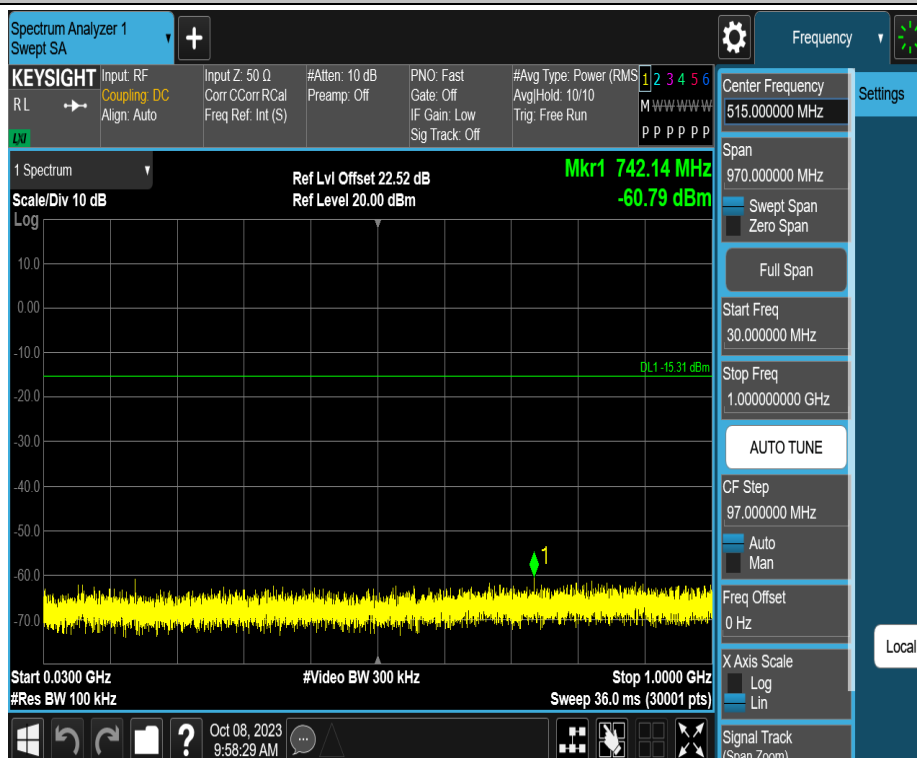 Spectrum Analyzer 1
Swept SA
+
Frequency
KEYSIGHT
RL
LXI
Input: RF
Coupling: DC
Align: Auto
Input Z: 50 Ω
Corr CCorr RCal
Freq Ref: Int (S)
#Atten: 10 dB
Preamp: Off
PNO: Fast
Gate: Off
IF Gain: Low
Sig Track: Off
#Avg Type: Power (RMS
Avg|Hold: 10/10
Trig: Free Run
1 2 3 4 5 6
M W W W W W
P P P P P P
Center Frequency
515.000000 MHz
Settings
1 Spectrum
Scale/Div 10 dB
Ref Lvl Offset 22.52 dB
Ref Level 20.00 dBm
Mkr1 742.14 MHz
-60.79 dBm
Log
10.0
0.00
-10.0
-20.0
-30.0
-40.0
-50.0
-60.0
-70.0
DL1 -15.31 dBm
1
Start 0.0300 GHz
#Res BW 100 kHz
#Video BW 300 kHz
Stop 1.0000 GHz
Sweep 36.0 ms (30001 pts)
Span
970.000000 MHz
Swept Span
Zero Span
Full Span
Start Freq
30.000000 MHz
Stop Freq
1.000000000 GHz
AUTO TUNE
CF Step
97.000000 MHz
Auto
Man
Freq Offset
0 Hz
X Axis Scale
Log
Lin
Local
Signal Track
(Span Zoom)
?
Oct 08, 2023
9:58:29 AM